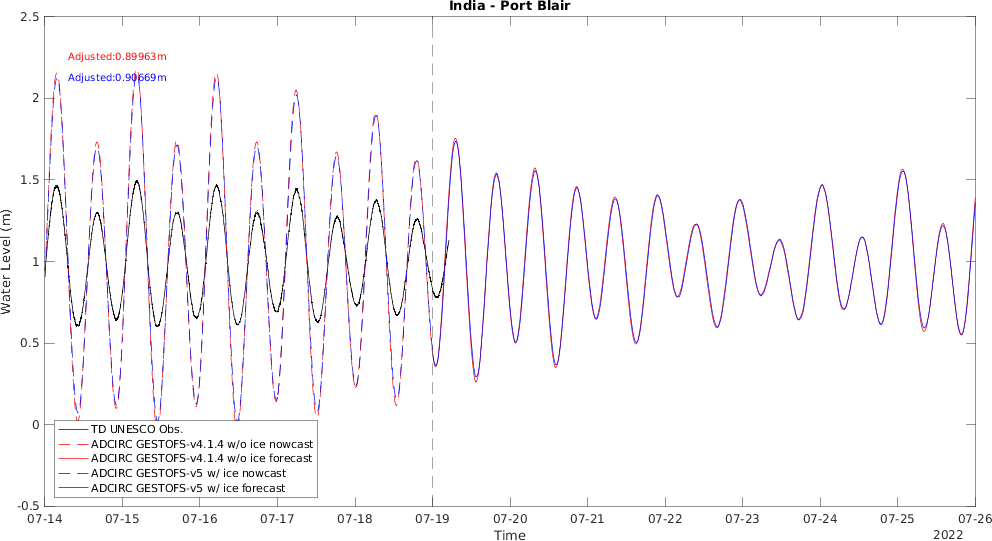 India - Port Blair
Adjusted:0.89963m
Adjusted:0.90669m
2.5
2
1.5
1
0.5
0
-0.5
Water Level (m)
TD UNESCO Obs.
ADCIRC GESTOFS-v4.1.4 w/o ice nowcast
ADCIRC GESTOFS-v4.1.4 w/o ice forecast
ADCIRC GESTOFS-v5 w/ ice nowcast
ADCIRC GESTOFS-v5 w/ ice forecast
07-14 07-15 07-16 07-17 07-18 07-19 07-20 07-21 07-22 07-23 07-24 07-25 07-26
Time
2022